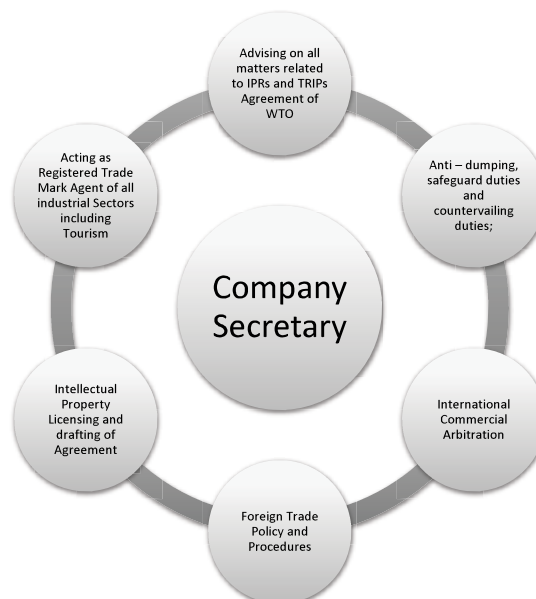 Advising on all
matters related
to IPRs and TRIPs
Agreement of
WTO
Anti – dumping,
safeguard duties
and
countervailing
duties;
International
Commercial
Arbitration
Foreign Trade
Policy and
Procedures
Intellectual
Property
Licensing and
drafting of
Agreement
Acting as
Registered Trade
Mark Agent of all
industrial Sectors
including
Tourism
Company
Secretary